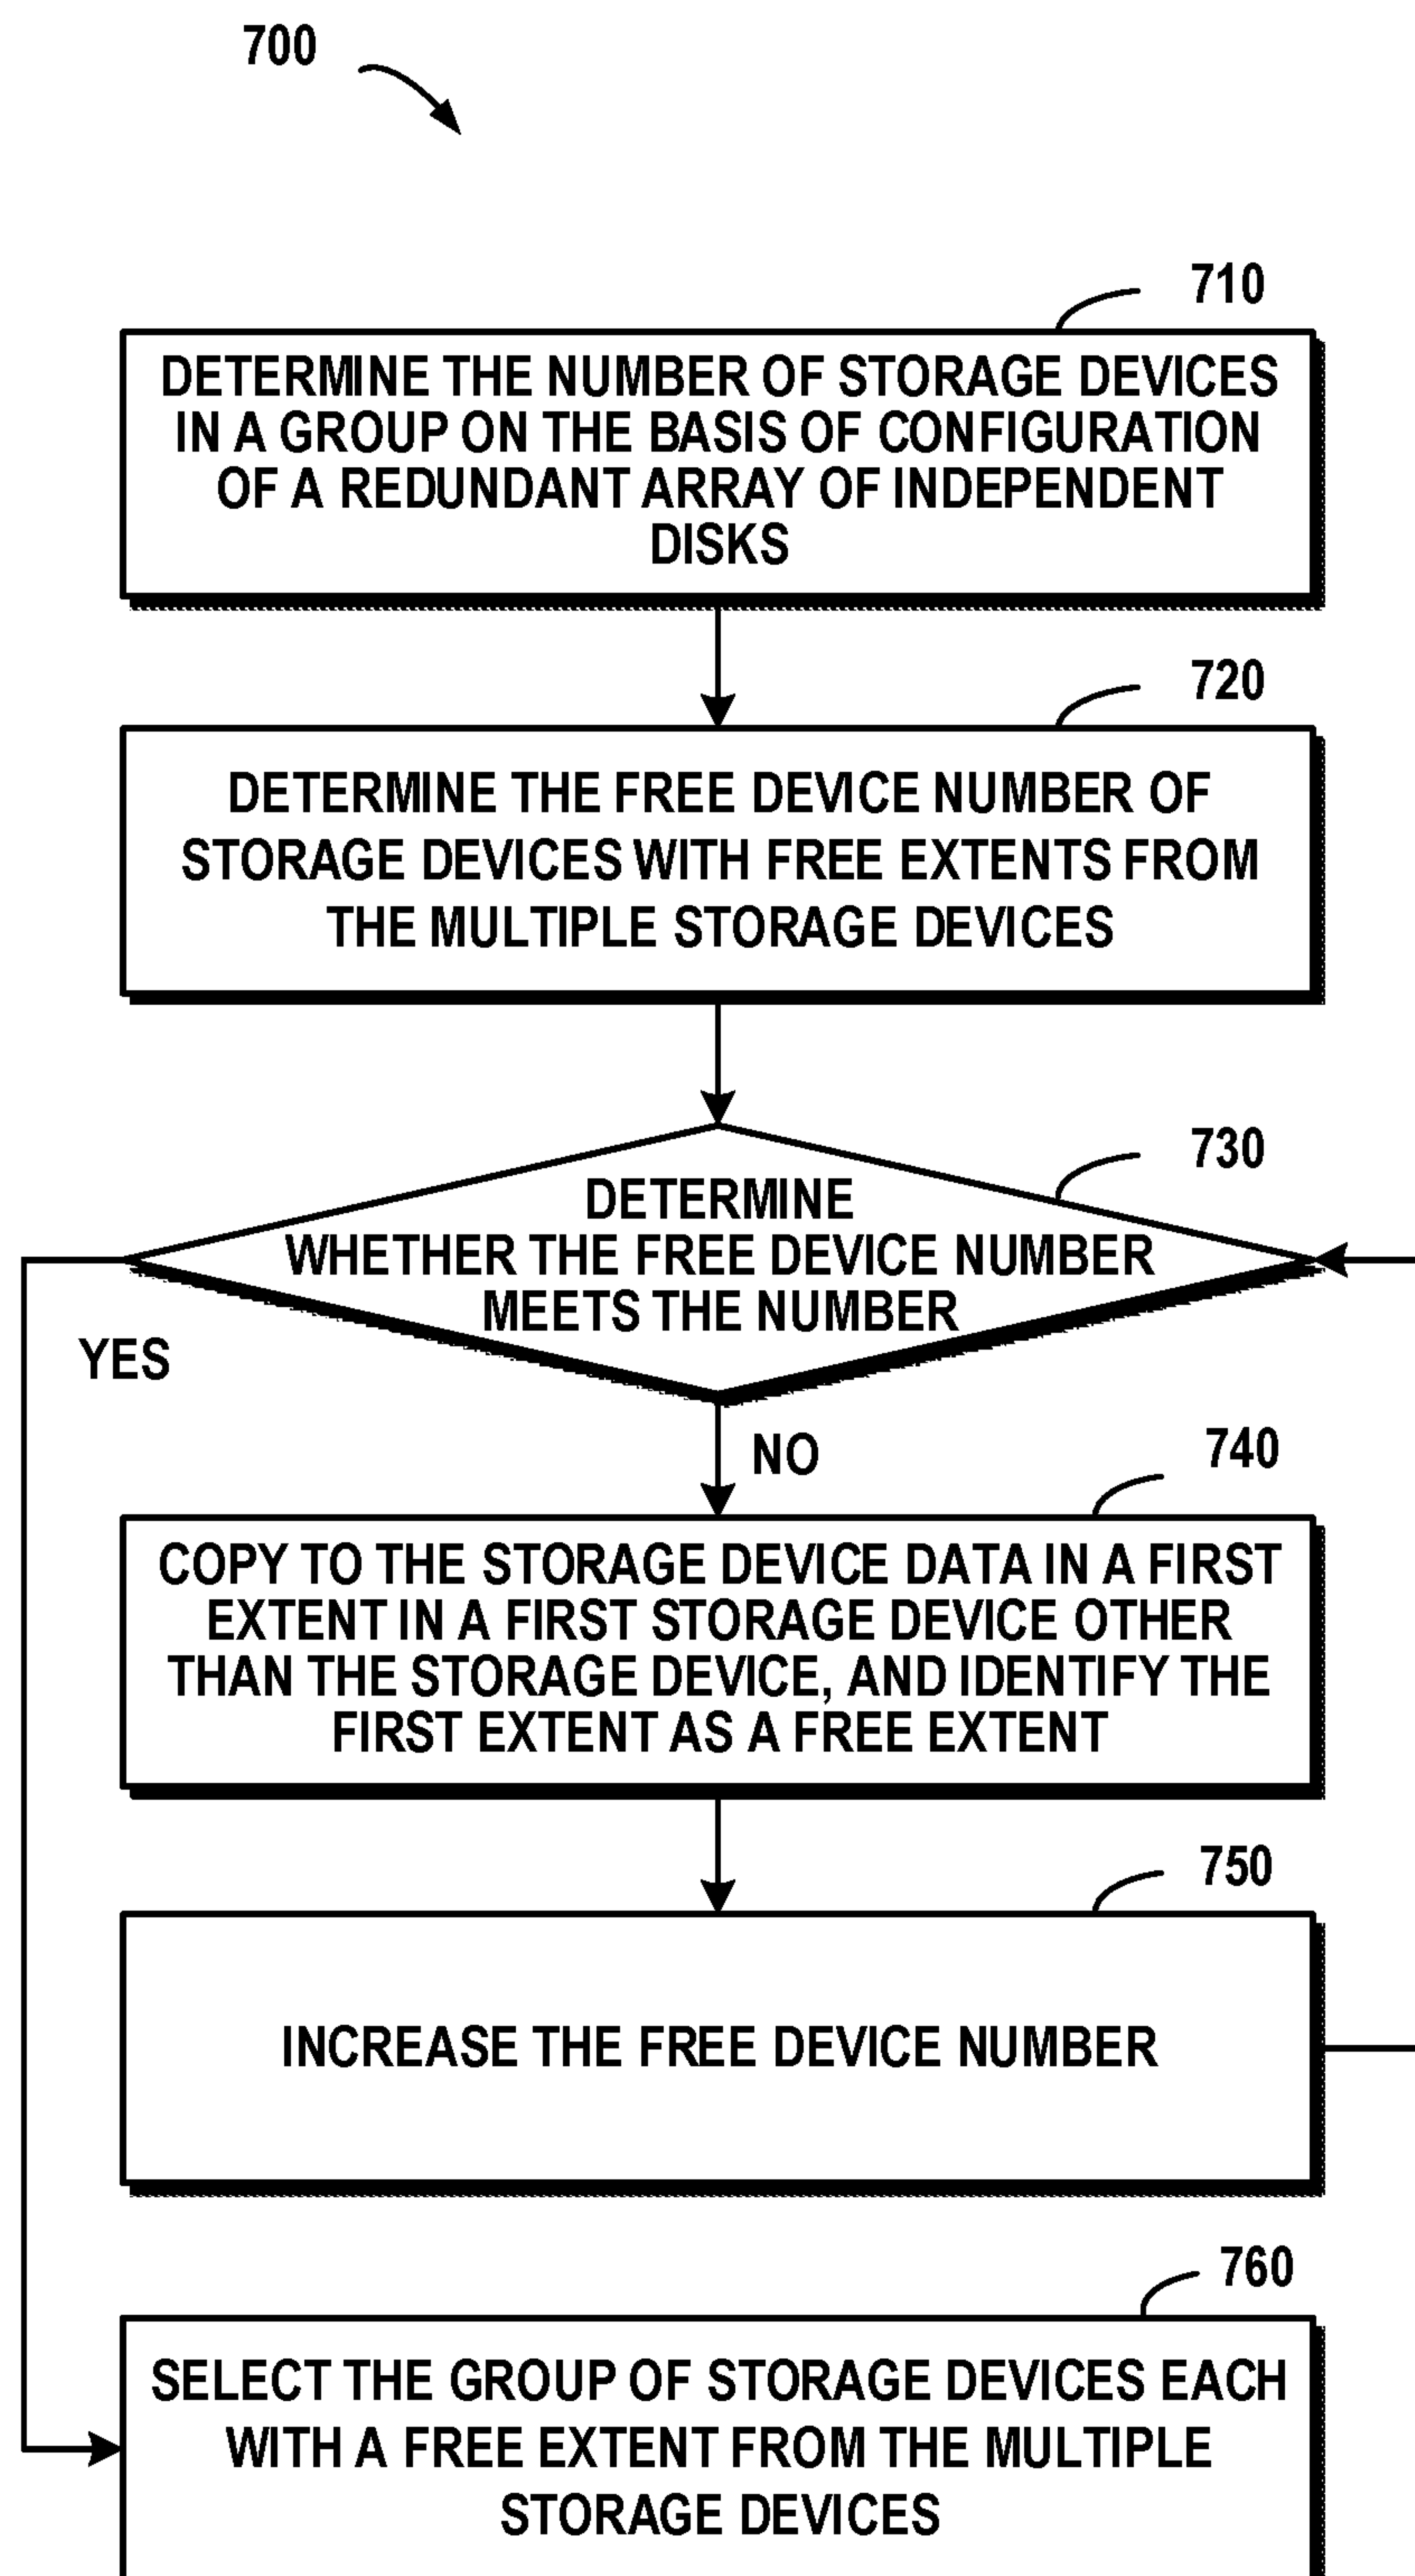 700
710
DETERMINE THE NUMBER OF STORAGE DEVICES
IN A GROUP ON THE BASIS OF CONFIGURATION
OF A REDUNDANT ARRAY OF INDEPENDENT
DISKS
720
DETERMINE THE FREE DEVICE NUMBER OF
STORAGE DEVICES WITH FREE EXTENTS FROM
THE MULTIPLE STORAGE DEVICES
730
DETERMINE
WHETHER THE FREE DEVICE NUMBER
MEETS THE NUMBER
YES
NO
740
COPY TO THE STORAGE DEVICE DATA IN A FIRST
EXTENT IN A FIRST STORAGE DEVICE OTHER
THAN THE STORAGE DEVICE, AND IDENTIFY THE
FIRST EXTENT AS A FREE EXTENT
750
INCREASE THE FREE DEVICE NUMBER
760
SELECT THE GROUP OF STORAGE DEVICES EACH
WITH A FREE EXTENT FROM THE MULTIPLE
STORAGE DEVICES